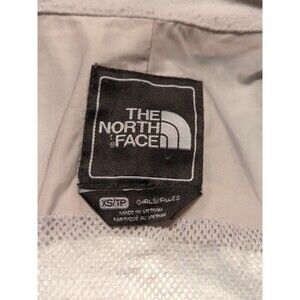 THE
NORTH
FACE
XS/TP GIRLS/FILLES
MADE IN VIETNAM
FABRIQUÉ AU VIETNAM